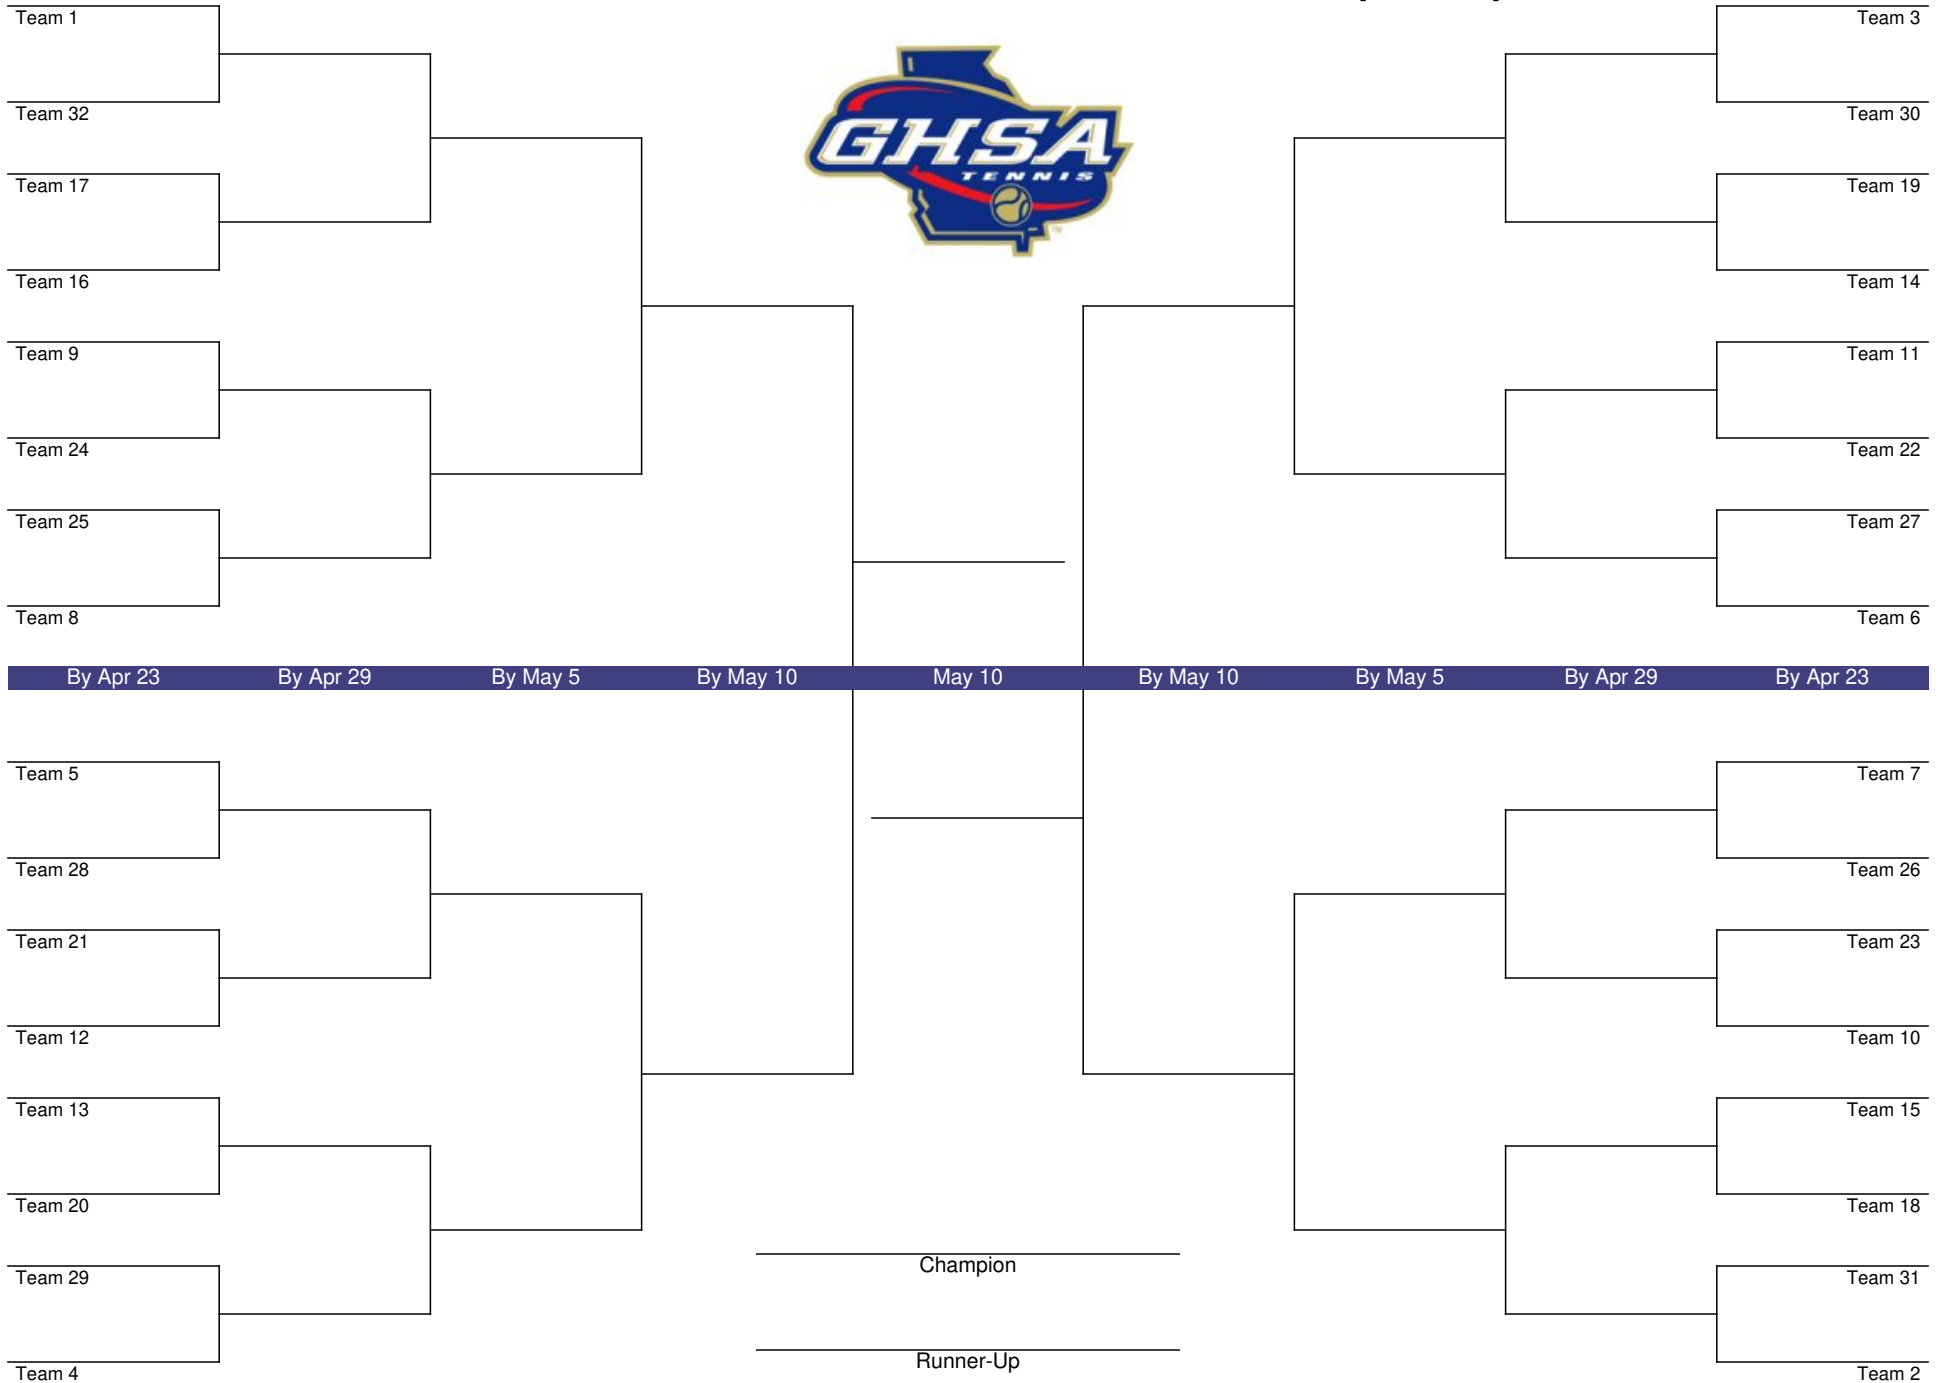 Team 1
Team 3
Team 32
Team 30
Team 17
Team 19
Team 16
Team 14
Team 9
Team 11
Team 24
Team 22
Team 25
Team 27
Team 8
Team 6
GHSA
TENNIS
TM
By Apr 23 By Apr 29 By May 5 By May 10 May 10 By May 10 By May 5 By Apr 29 By Apr 23
Team 5
Team 7
Team 28
Team 26
Team 21
Team 23
Team 12
Team 10
Team 13
Team 15
Team 20
Team 18
Team 29
Team 31
Team 4
Team 2
Champion
Runner-Up